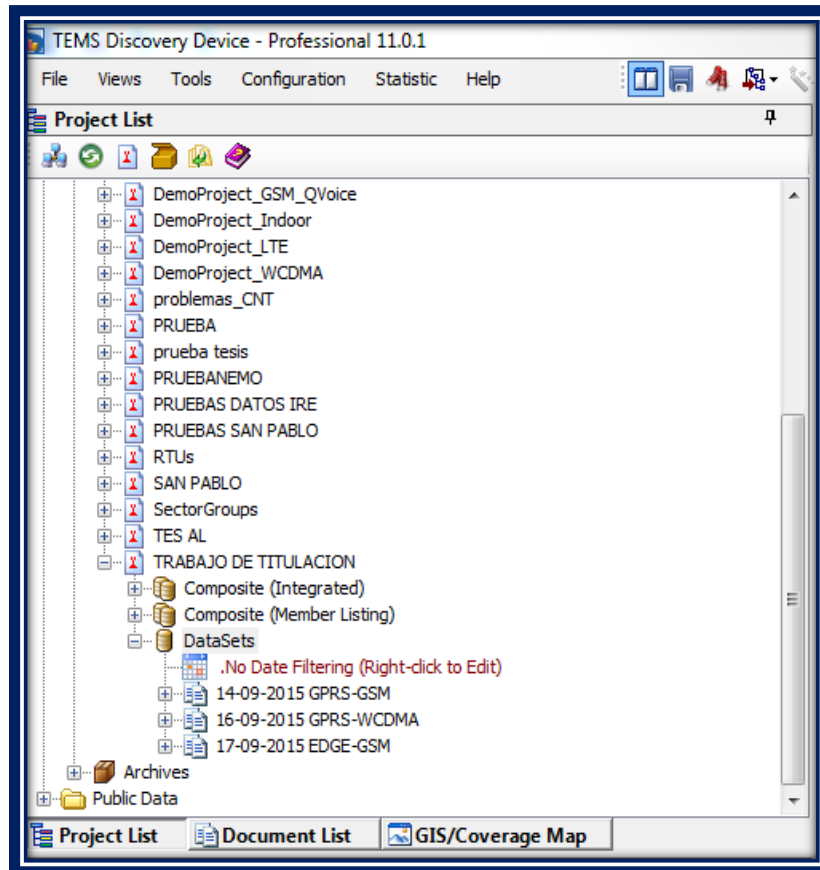 TEMS Discovery Device - Professional 11.0.1
File Views Tools Configuration Statistic Help
Project List
DemoProject_GSM_QVoice
DemoProject_Indoor
DemoProject_LTE
DemoProject_WCDMA
problemas_CNT
PRUEBA
prueba tesis
PRUEBANEMO
PRUEBAS DATOS IRE
PRUEBAS SAN PABLO
RTUs
SAN PABLO
SectorGroups
TES AL
TRABAJO DE TITULACION
Composite (Integrated)
Composite (Member Listing)
DataSets
.No Date Filtering (Right-click to Edit)
14-09-2015 GPRS-GSM
16-09-2015 GPRS-WCDMA
17-09-2015 EDGE-GSM
Archives
Public Data
Project List Document List GIS/Coverage Map